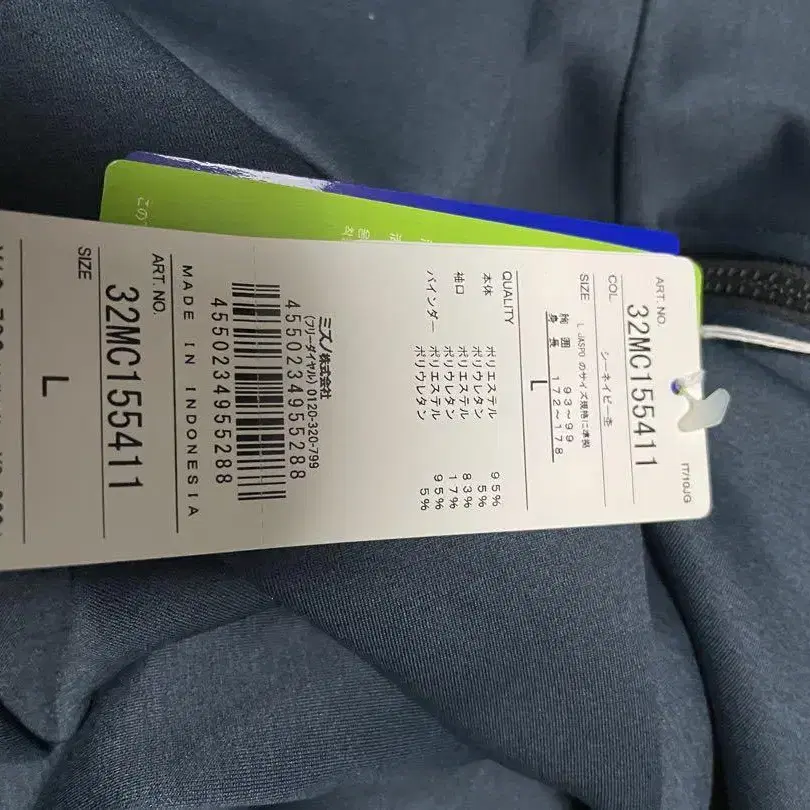 ART. NO.
32MC155411
IT/10JG
COL シーネイビー杢
SIZE L JASPO のサイズ規格に準拠
胸囲 93~99
身長 172~178
L
QUALITY
本体 ポリエステル 95%
ポリウレタン 5%
袖口 ポリエステル 83%
ポリウレタン 17%
バインダー ポリエステル 95%
ポリウレタン 5%
ミズノ株式会社
(フリーダイヤル) 0120-320-799
4550234955288
4550234955288
MADE IN INDONESIA
ART. NO.
32MC155411
SIZE
L